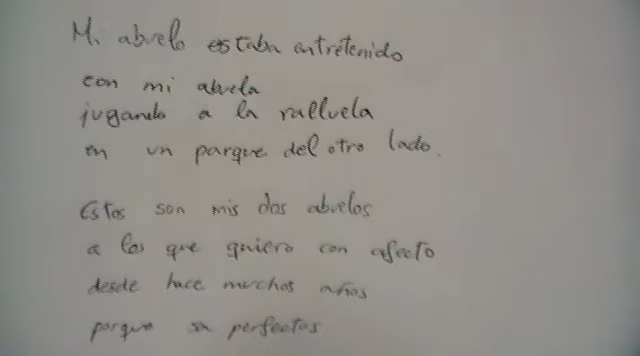 Mi abuelo estaba entretenido
con mi abuela
jugando a la ralluela
en un parque del otro lado.
Estos son mis dos abuelos
a los que quiero con afecto
desde hace muchos años
porque son perfectos